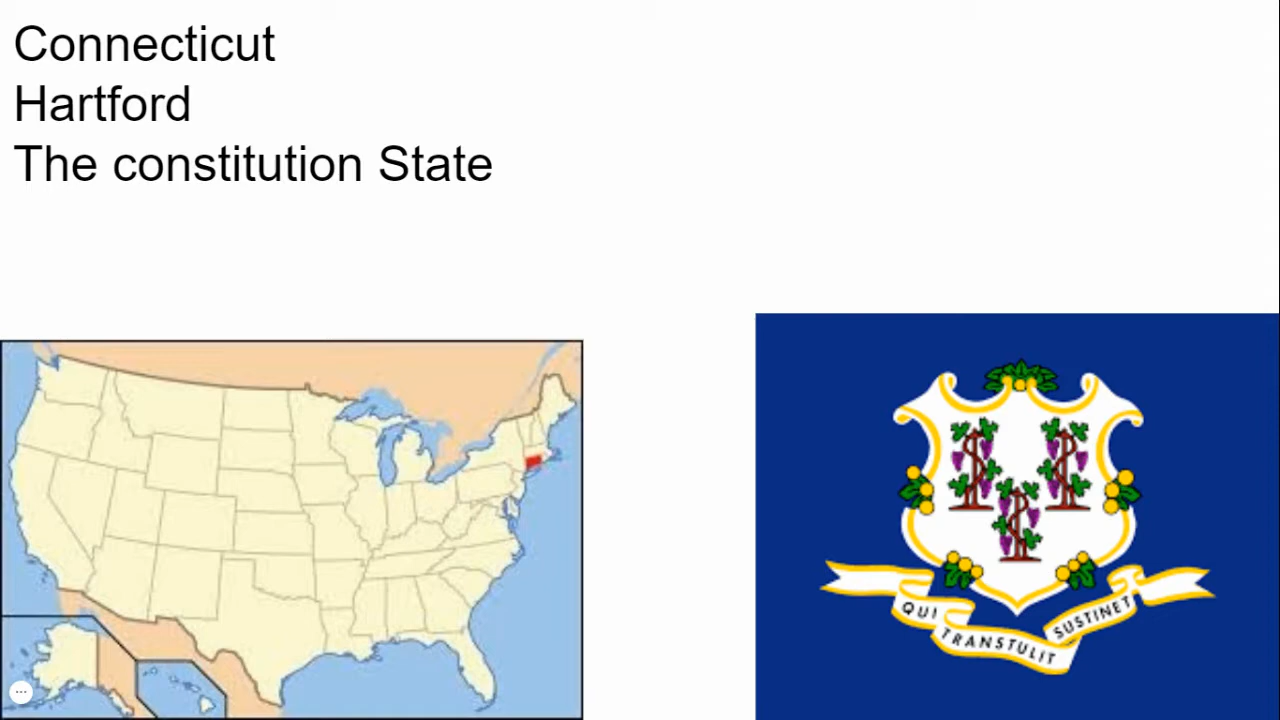 Connecticut
Hartford
The constitution State
QUI
TRANSTULIT
SUSTINET